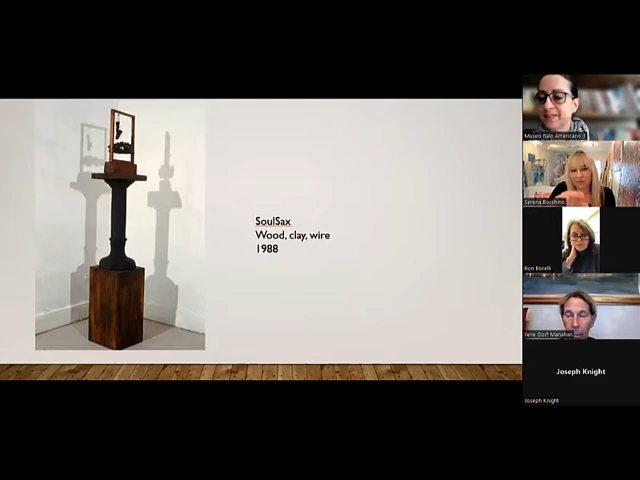 SoulSax
Wood, clay, wire
1988
Museo Italo Americano
Serena Bocchino
Ron Borelli
Joseph Knight
Joseph Knight